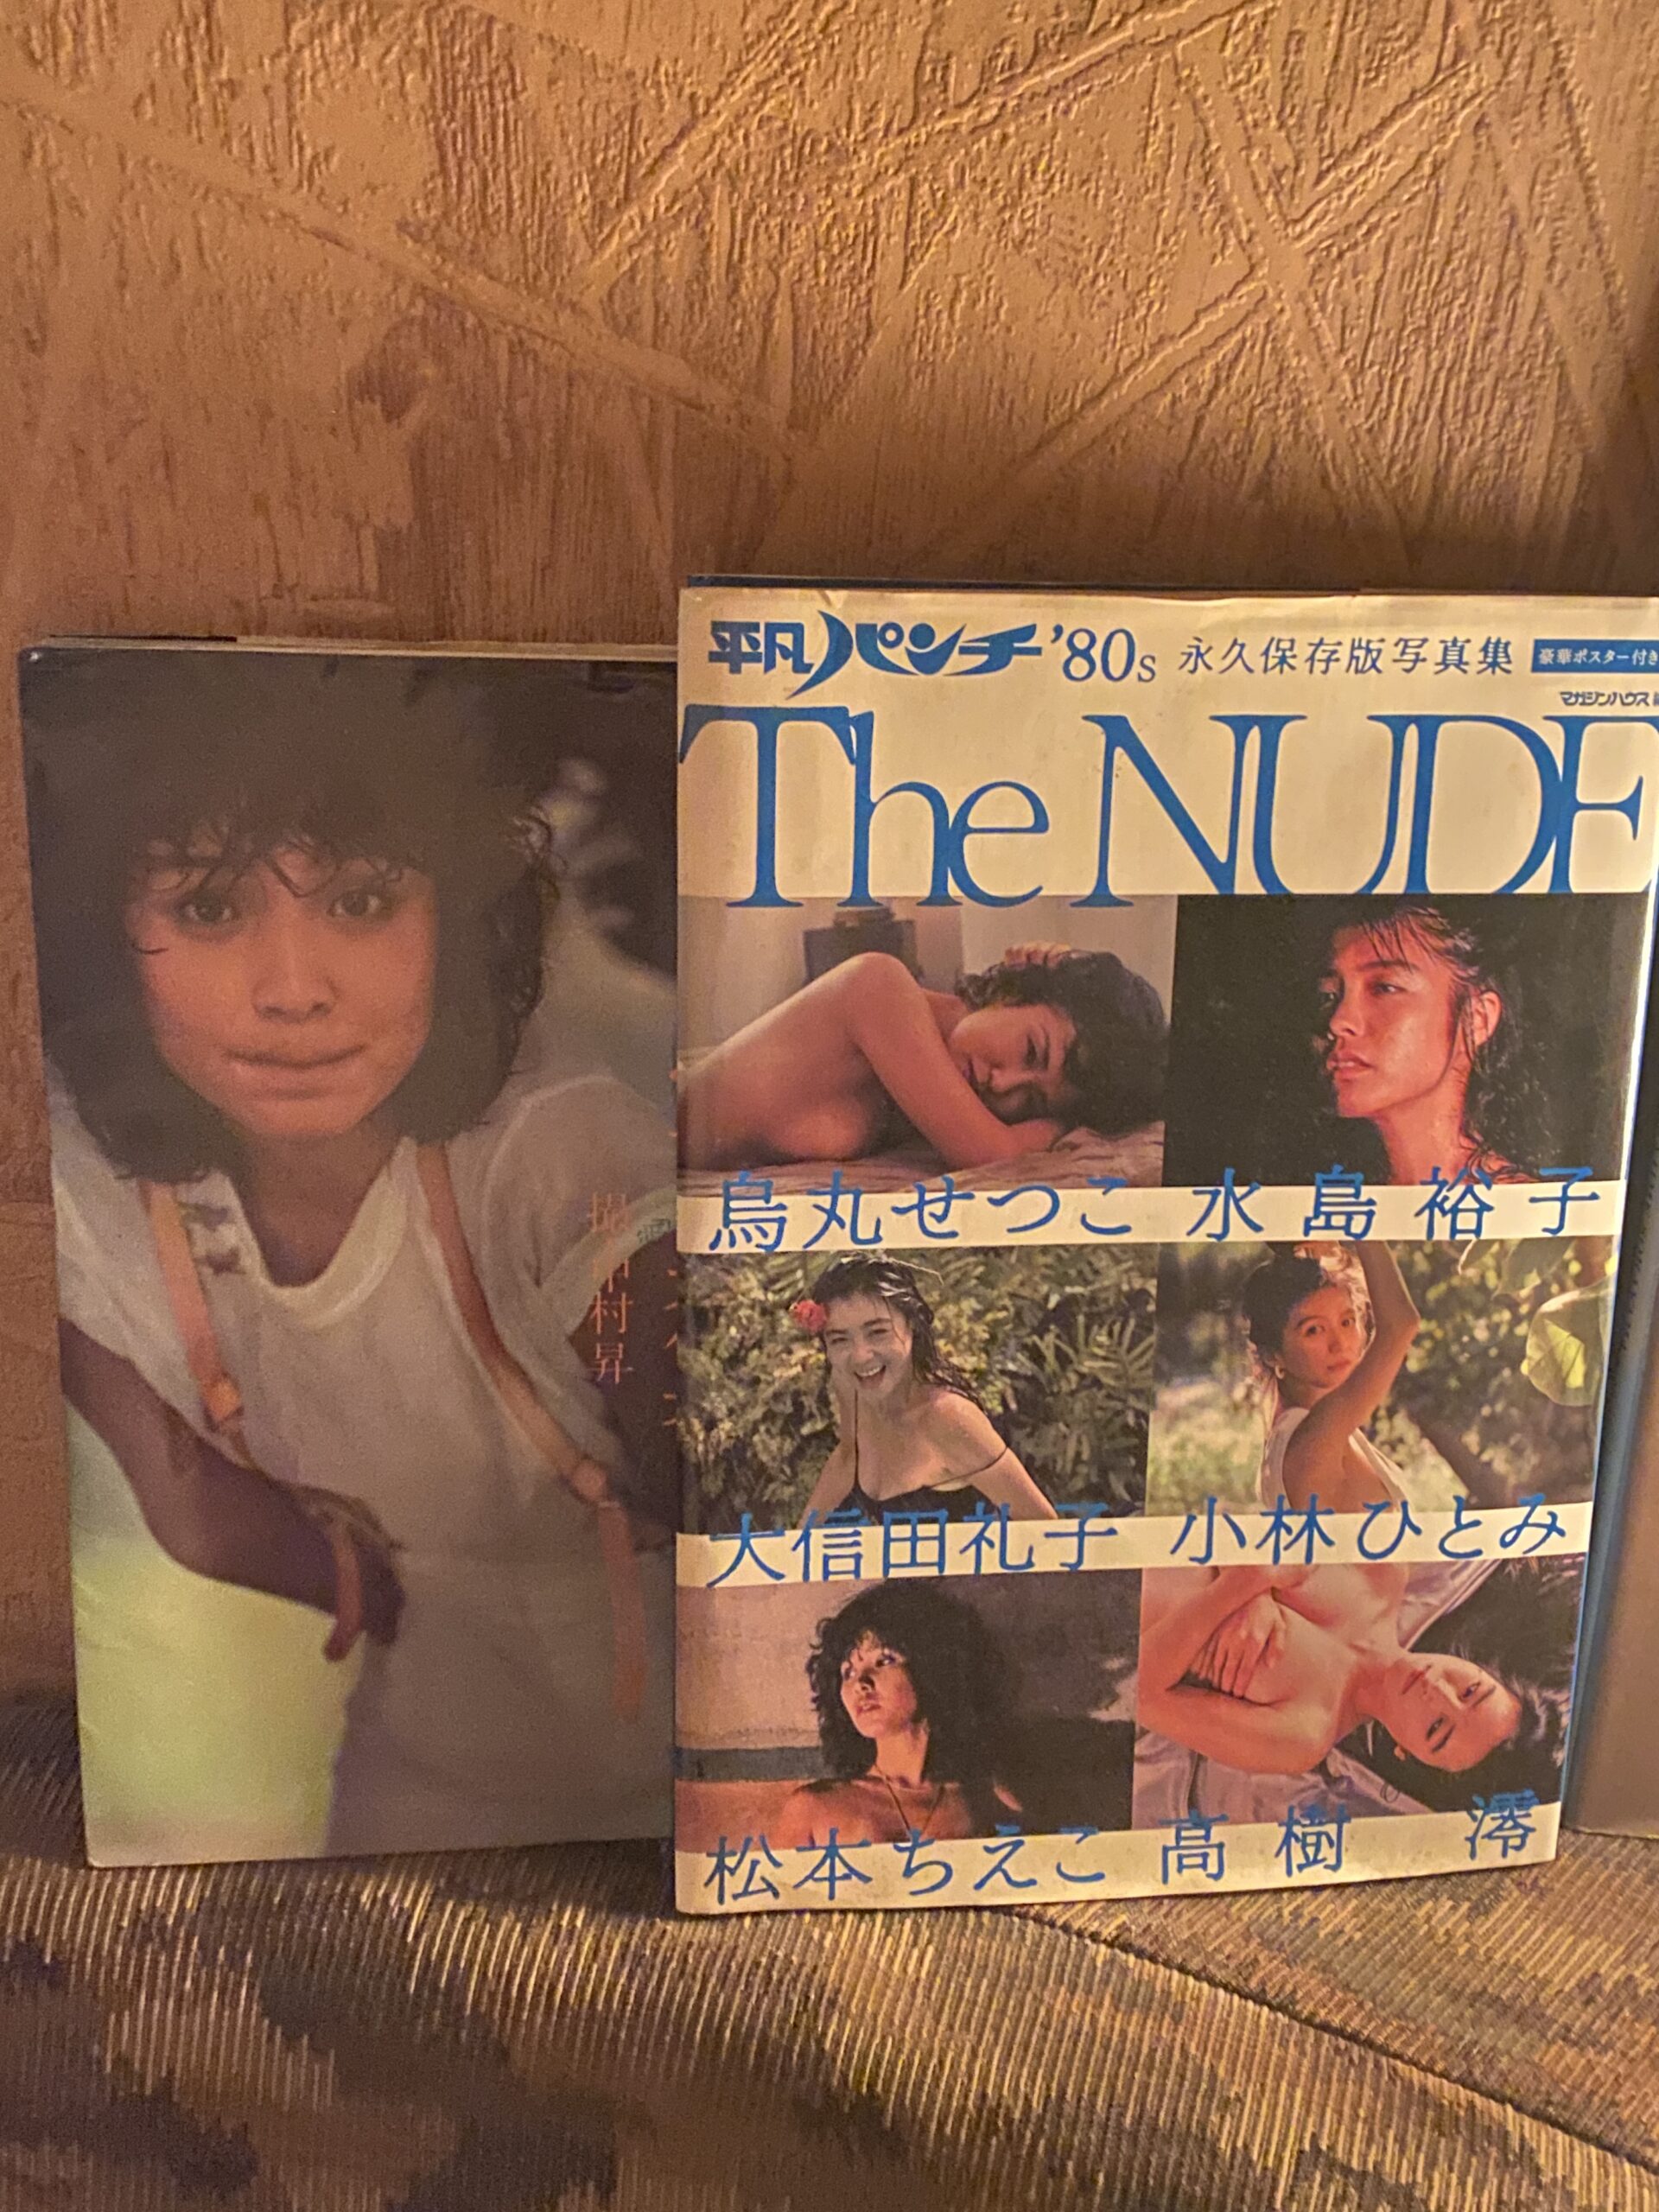 平凡パンチ '80s 永久保存版写真集 豪華ポスター付き
マガジンハウス
The NUDE
烏丸せつこ 水島裕子
大信田礼子 小林ひとみ
松本ちえこ 高樹 澪
村昇